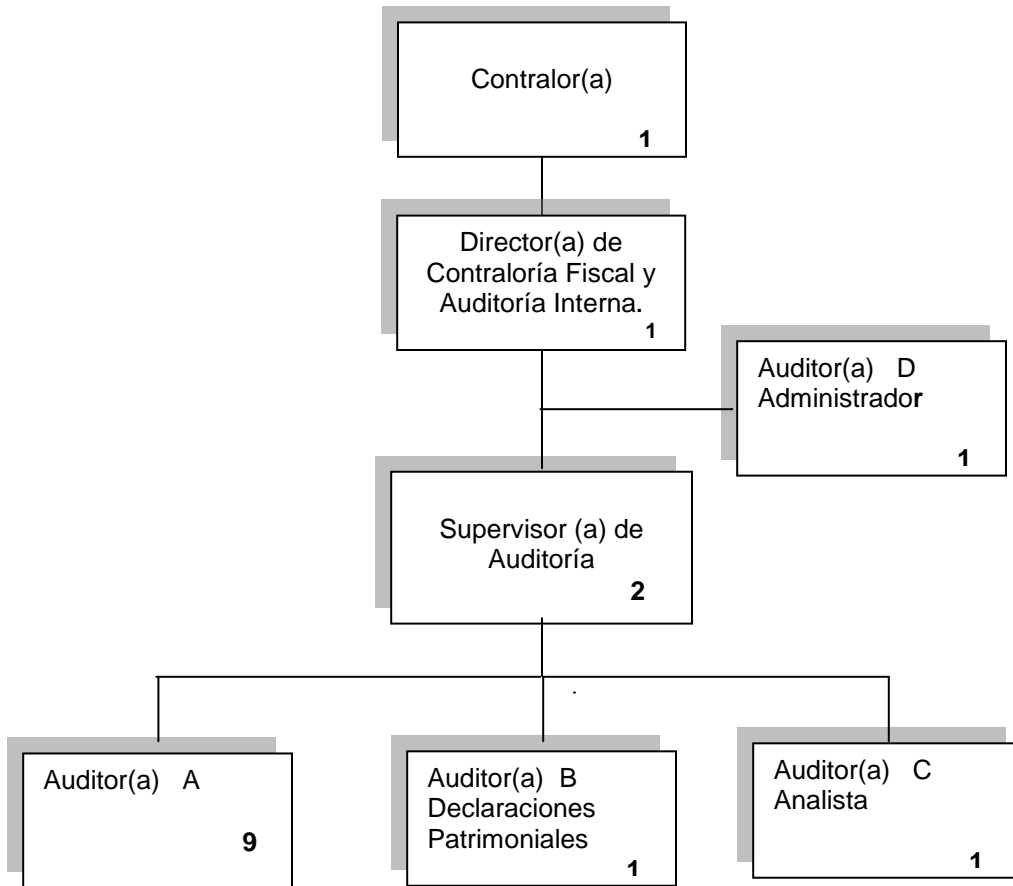 Contralor(a)
1
Director(a) de
Contraloría Fiscal y
Auditoría Interna.
1
Auditor(a) D
Administrador
1
Supervisor (a) de
Auditoría
2
Auditor(a) A
9
Auditor(a) B
Declaraciones
Patrimoniales
1
Auditor(a) C
Analista
1